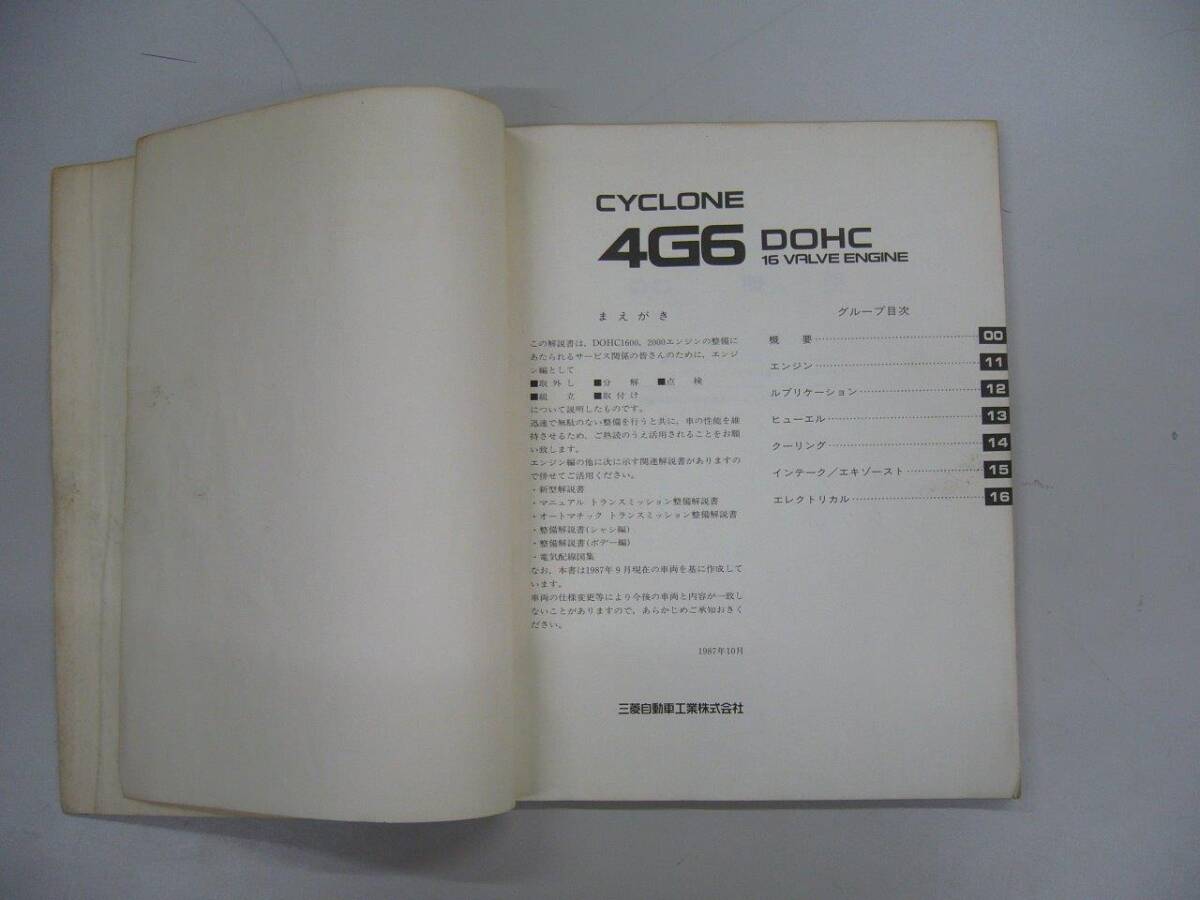 CYCLONE
4G6 DOHC
16 VALVE ENGINE
まえがき
この解説書は、DOHC1600、2000エンジンの整備に
あたられるサービス関係の皆さんのために、エンジ
ン編として
■取外し ■分解 ■点検
■組立 ■取付け
について説明したものです。
迅速で無駄のない整備を行うと共に、車の性能を維
持させるため、ご熟読のうえ活用されることをお願
い致します。
エンジン編の他に次に示す関連解説書がありますの
で併せてご活用ください。
・新型解説書
・マニュアル トランスミッション整備解説書
・オートマチック トランスミッション整備解説書
・整備解説書(シャシ編)
・整備解説書(ボデー編)
・電気配線図集
なお、本書は1987年9月現在の車両を基に作成して
います。
車両の仕様変更等により今後の車両と内容が一致し
ないことがありますので、あらかじめご承知おきく
ださい。
1987年10月
三菱自動車工業株式会社
グループ目次
概要 00
エンジン 11
ルブリケーション 12
ヒューエル 13
クーリング 14
インテーク／エキゾースト 15
エレクトリカル 16